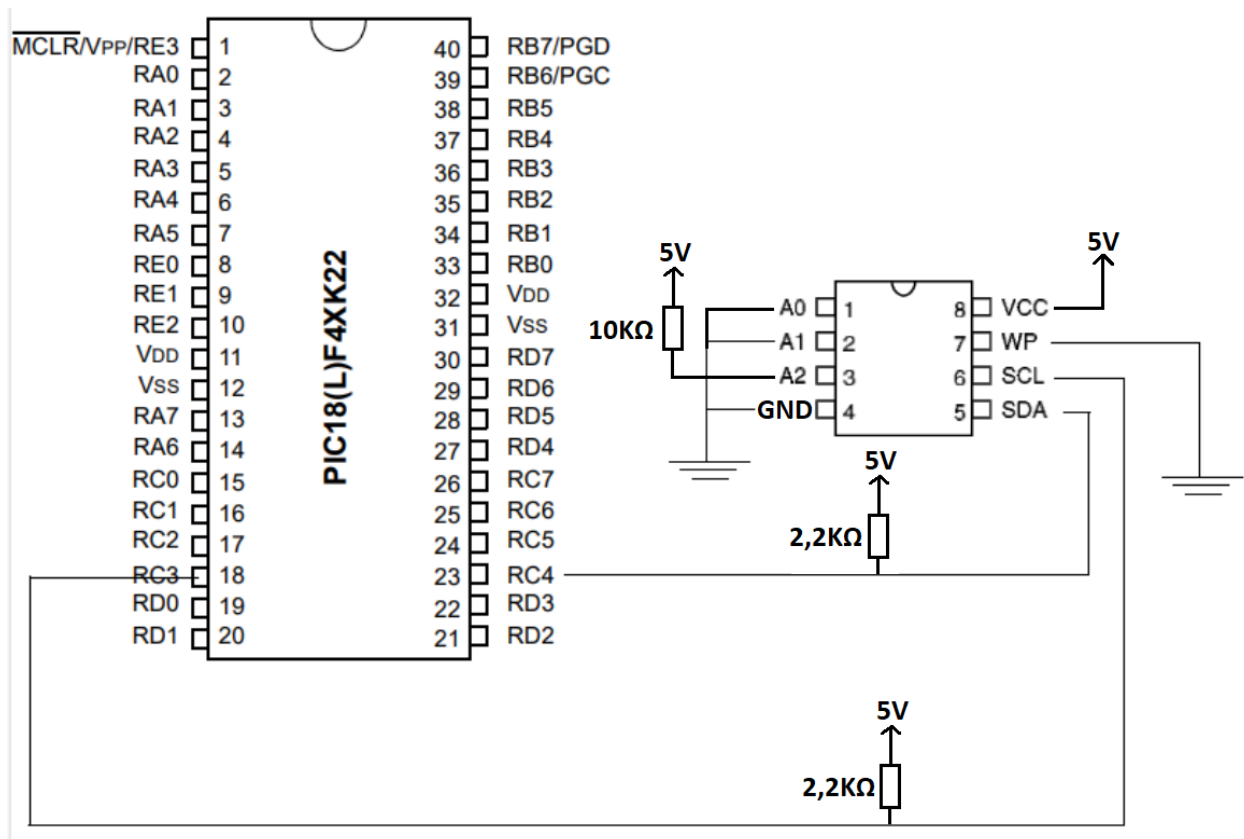 M̅C̅L̅R̅/VPP/RE3 1
RA0 2
RA1 3
RA2 4
RA3 5
RA4 6
RA5 7
RE0 8
RE1 9
RE2 10
VDD 11
VSS 12
RA7 13
RA6 14
RC0 15
RC1 16
RC2 17
RC3 18
RD0 19
RD1 20
PIC18(L)F4XK22
40 RB7/PGD
39 RB6/PGC
38 RB5
37 RB4
36 RB3
35 RB2
34 RB1
33 RB0
32 VDD
31 VSS
30 RD7
29 RD6
28 RD5
27 RD4
26 RC7
25 RC6
24 RC5
23 RC4
22 RD3
21 RD2
5V
10KΩ
A0 1
A1 2
A2 3
GND 4
5V
8 VCC
7 WP
6 SCL
5 SDA
5V
2,2KΩ
5V
2,2KΩ